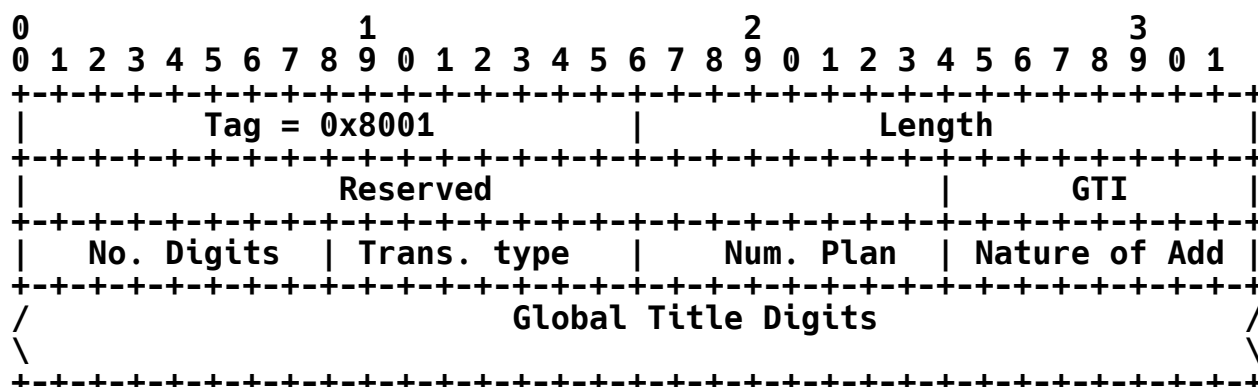 0                   1                   2                   3
0 1 2 3 4 5 6 7 8 9 0 1 2 3 4 5 6 7 8 9 0 1 2 3 4 5 6 7 8 9 0 1
+-+-+-+-+-+-+-+-+-+-+-+-+-+-+-+-+-+-+-+-+-+-+-+-+-+-+-+-+-+-+-+-+
|         Tag = 0x8001          |            Length             |
+-+-+-+-+-+-+-+-+-+-+-+-+-+-+-+-+-+-+-+-+-+-+-+-+-+-+-+-+-+-+-+-+
|                Reserved                       |      GTI      |
+-+-+-+-+-+-+-+-+-+-+-+-+-+-+-+-+-+-+-+-+-+-+-+-+-+-+-+-+-+-+-+-+
|   No. Digits  | Trans. type   |    Num. Plan  | Nature of Add |
+-+-+-+-+-+-+-+-+-+-+-+-+-+-+-+-+-+-+-+-+-+-+-+-+-+-+-+-+-+-+-+-+
/                         Global Title Digits                   /
\                                                               \
+-+-+-+-+-+-+-+-+-+-+-+-+-+-+-+-+-+-+-+-+-+-+-+-+-+-+-+-+-+-+-+-+